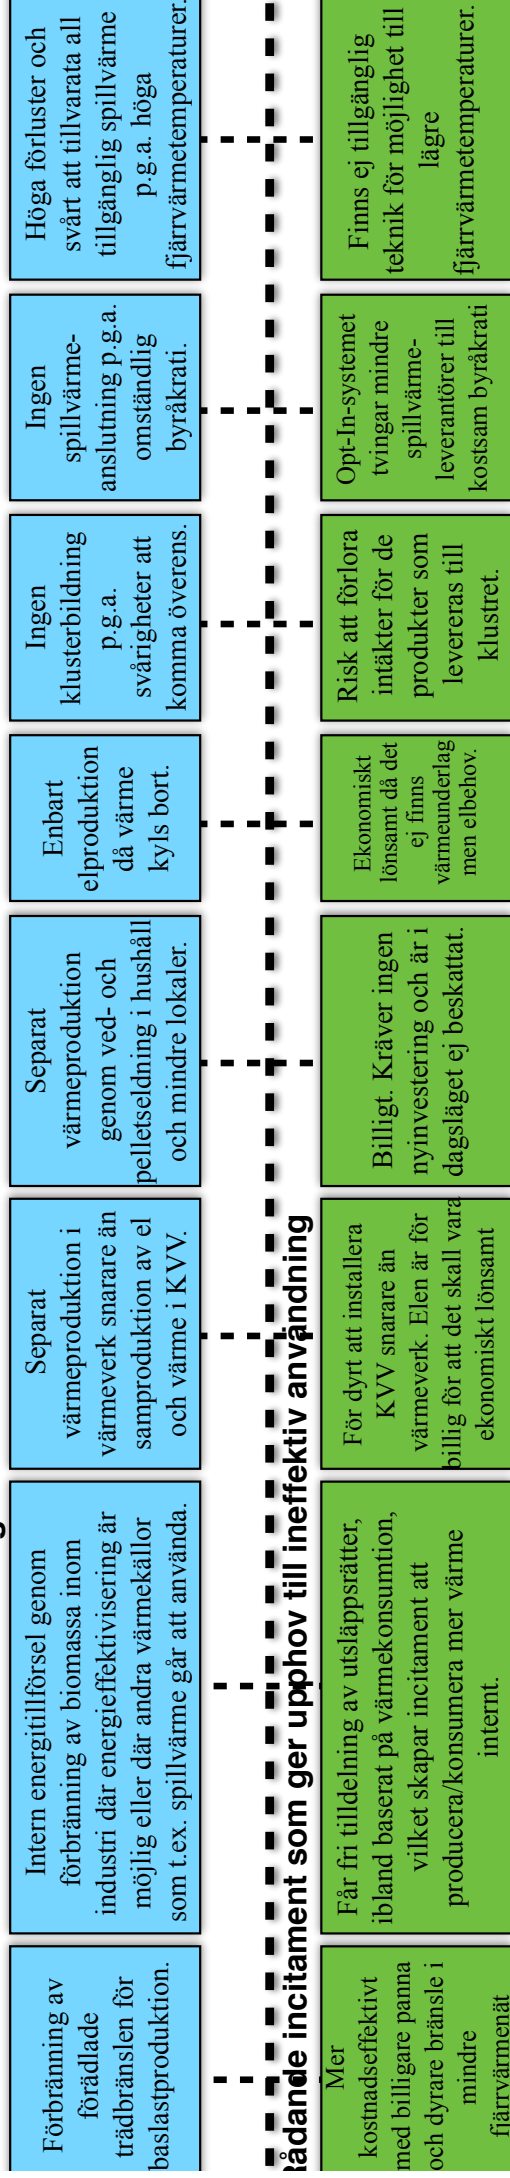 Förbränning av
förädlade
trädbränslen för
baslastproduktion.
Intern energitillförsel genom
förbränning av biomassa inom
industri där energieffektivisering är
möjlig eller där andra värmekällor
som t.ex. spillvärme går att använda.
Separat
värmeproduktion i
värmeverk snarare än
samproduktion av el
och värme i KVV.
Separat
värmeproduktion
genom ved- och
pelletseldning i hushåll
och mindre lokaler.
Enbart
elproduktion
då värme
kyls bort.
Ingen
klusterbildning
p.g.a.
svårigheter att
komma överens.
Ingen
spillvärme-
anslutning p.g.a.
omständlig
byråkrati.
Höga förluster och
svårt att tillvarata all
tillgänglig spillvärme
p.g.a. höga
fjärrvärmetemperaturer.
Rådande incitament som ger upphov till ineffektiv användning
Mer
kostnadseffektivt
med billigare panna
och dyrare bränsle i
mindre
fjärrvärmenät
Får fri tilldelning av utsläppsrätter,
ibland baserat på värmekonsumtion,
vilket skapar incitament att
producera/konsumera mer värme
internt.
För dyrt att installera
KVV snarare än
värmeverk. Elen är för
billig för att det skall vara
ekonomiskt lönsamt
Billigt. Kräver ingen
nyinvestering och är i
dagsläget ej beskattat.
Ekonomiskt
lönsamt då det
ej finns
värmeunderlag
men elbehov.
Risk att förlora
intäkter för de
produkter som
levereras till
klustret.
Opt-In-systemet
tvingar mindre
spillvärme-
leverantörer till
kostsam byråkrati
Finns ej tillgänglig
teknik för möjlighet till
lägre
fjärrvärmetemperaturer.